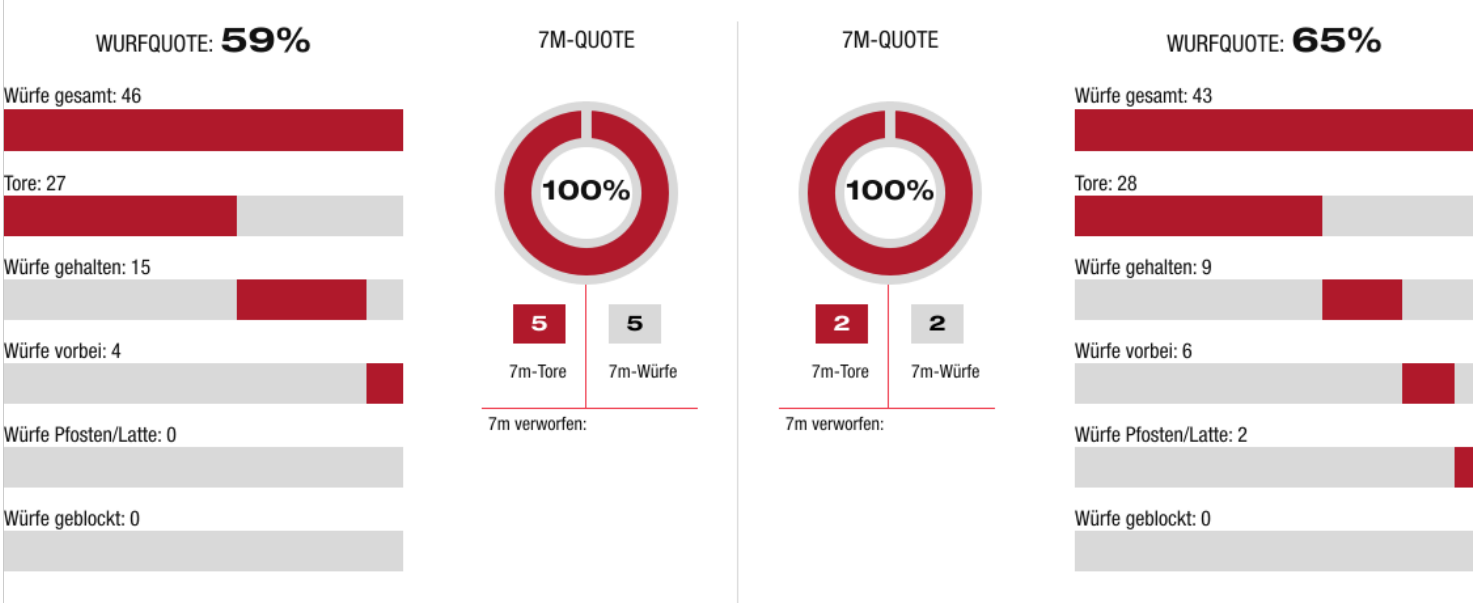 WURFQUOTE: 59%
Würfe gesamt: 46
Tore: 27
Würfe gehalten: 15
Würfe vorbei: 4
Würfe Pfosten/Latte: 0
Würfe geblockt: 0
7M-QUOTE
100%
5 5
7m-Tore 7m-Würfe
7m verworfen:
7M-QUOTE
100%
2 2
7m-Tore 7m-Würfe
7m verworfen:
WURFQUOTE: 65%
Würfe gesamt: 43
Tore: 28
Würfe gehalten: 9
Würfe vorbei: 6
Würfe Pfosten/Latte: 2
Würfe geblockt: 0